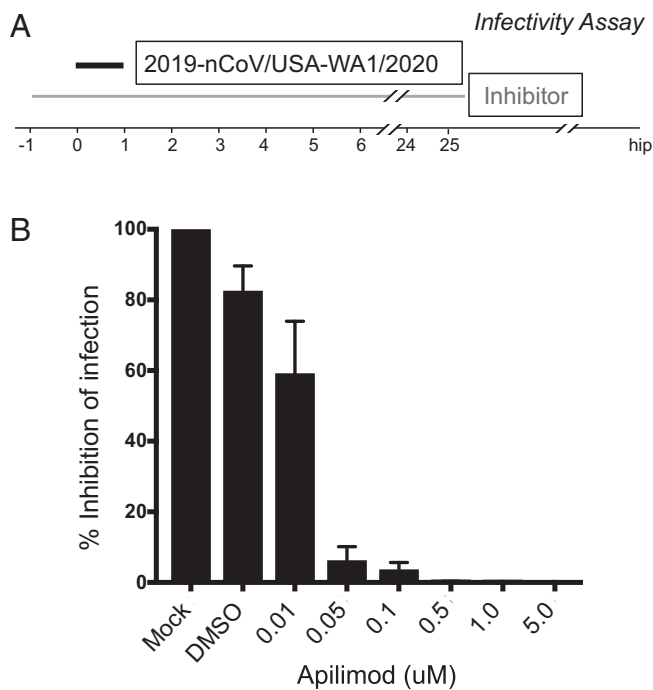 A
Infectivity Assay
2019-nCoV/USA-WA1/2020
Inhibitor
-1 0 1 2 3 4 5 6 24 25 hip
B
% Inhibition of infection
100
80
60
40
20
0
Mock DMSO 0.01 0.05 0.1 0.5 1.0 5.0
Apilimod (uM)